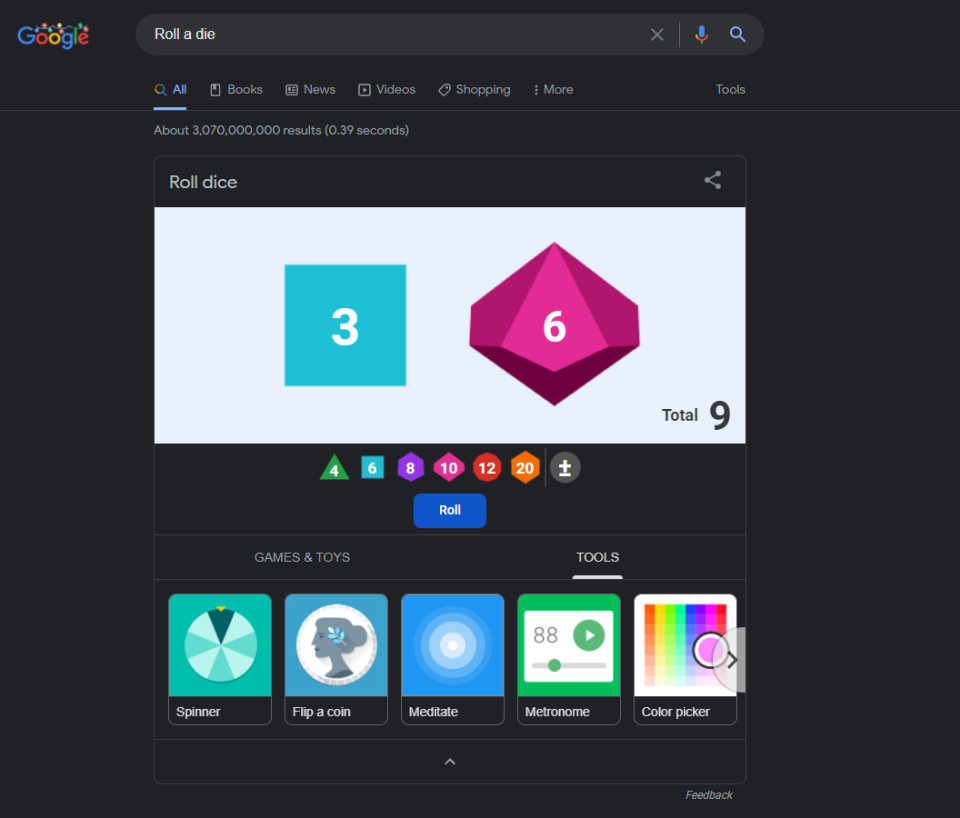 Google
Roll a die
All Books News Videos Shopping More Tools
About 3,070,000,000 results (0.39 seconds)
Roll dice
3 6
Total 9
4 6 8 10 12 20 ±
Roll
GAMES & TOYS TOOLS
88
Spinner Flip a coin Meditate Metronome Color picker
Feedback